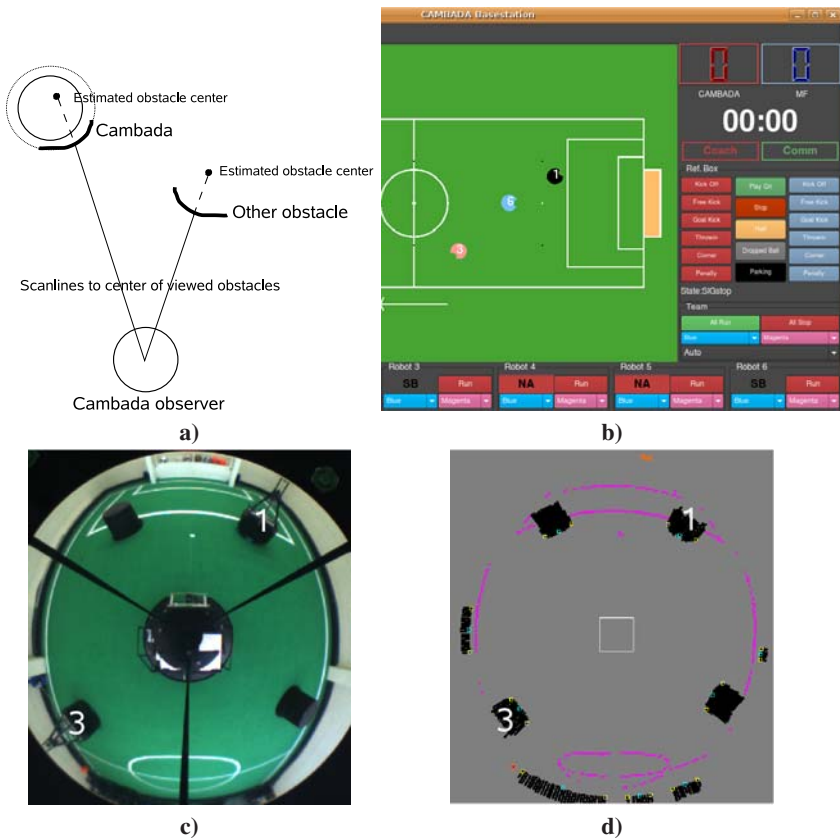 Estimated obstacle center
Cambada
Estimated obstacle center
Other obstacle
Scanlines to center of viewed obstacles
Cambada observer
a)
CAMBADA Basestation
0 0
CAMBADA MF
00:00
Coach Comm
Ref. Box
Kick Off Play On Kick Off
Free Kick Stop Free Kick
Goal Kick Halt Goal Kick
Throwin Dropped Ball Throwin
Corner Parking Corner
Penalty Penalty
State:SIGstop
Team
All Run All Stop
Blue Magenta
Auto
1
6
3
Robot 3 Robot 4 Robot 5 Robot 6
SB Run NA Run NA Run SB Run
Blue Magenta Blue Magenta Blue Magenta Blue Magenta
b)
1
3
c)
1
3
d)